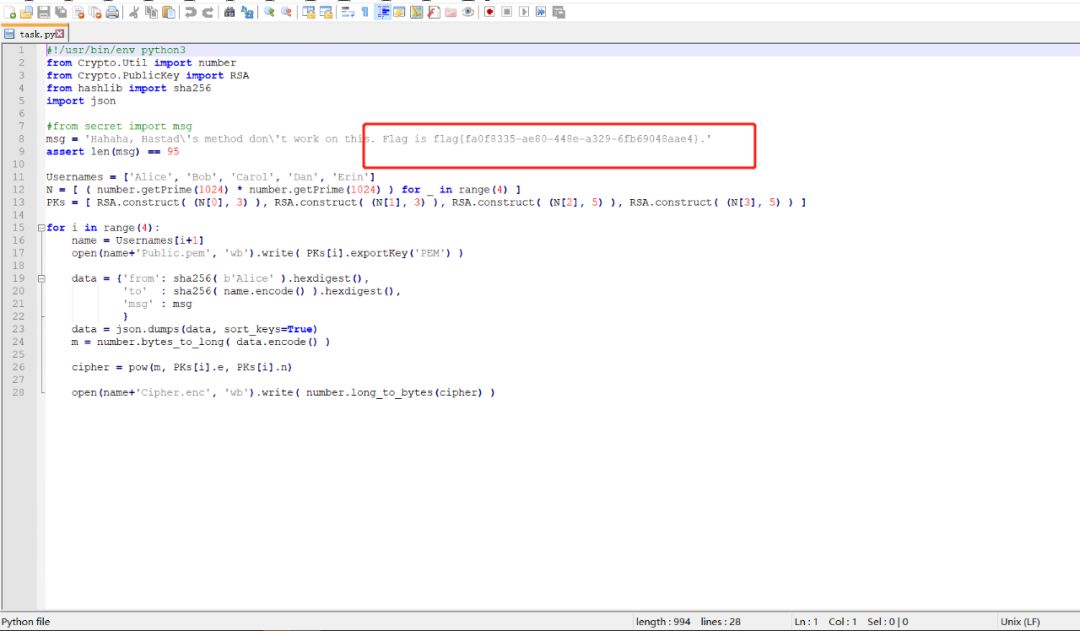 task.py
1 #!/usr/bin/env python3
2 from Crypto.Util import number
3 from Crypto.PublicKey import RSA
4 from hashlib import sha256
5 import json
6
7 #from secret import msg
8 msg = 'Hahaha, Hastad\'s method don\'t work on this. Flag is flag{fa0f8335-ae80-448e-a329-6fb69048aae4}.'
9 assert len(msg) == 95
10
11 Usernames = ['Alice', 'Bob', 'Carol', 'Dan', 'Erin']
12 N = [ ( number.getPrime(1024) * number.getPrime(1024) ) for _ in range(4) ]
13 PKs = [ RSA.construct( (N[0], 3) ), RSA.construct( (N[1], 3) ), RSA.construct( (N[2], 5) ), RSA.construct( (N[3], 5) ) ]
14
15 for i in range(4):
16     name = Usernames[i+1]
17     open(name+'Public.pem', 'wb').write( PKs[i].exportKey('PEM') )
18
19     data = {'from': sha256( b'Alice' ).hexdigest(),
20             'to'  : sha256( name.encode() ).hexdigest(),
21             'msg' : msg
22             }
23     data = json.dumps(data, sort_keys=True)
24     m = number.bytes_to_long( data.encode() )
25
26     cipher = pow(m, PKs[i].e, PKs[i].n)
27
28     open(name+'Cipher.enc', 'wb').write( number.long_to_bytes(cipher) )
Python file length : 994 lines : 28 Ln : 1 Col : 1 Sel : 0 | 0 Unix (LF)